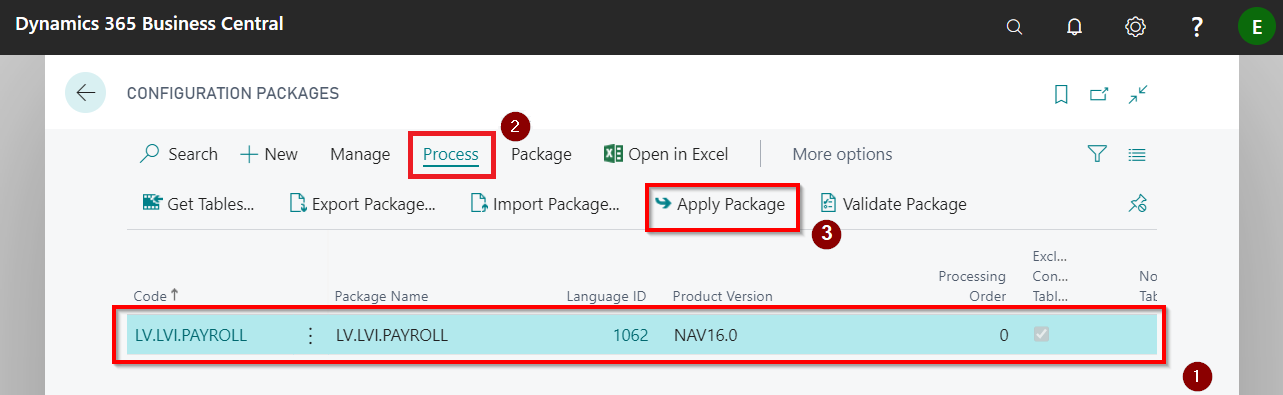 Dynamics 365 Business Central
? E
CONFIGURATION PACKAGES
2
Search New Manage Process Package Open in Excel More options
Get Tables... Export Package... Import Package... Apply Package Validate Package
3
Excl...
Processing Con... No
Code Package Name Language ID Product Version Order Tabl... Tab
LV.LVI.PAYROLL LV.LVI.PAYROLL 1062 NAV16.0 0
1